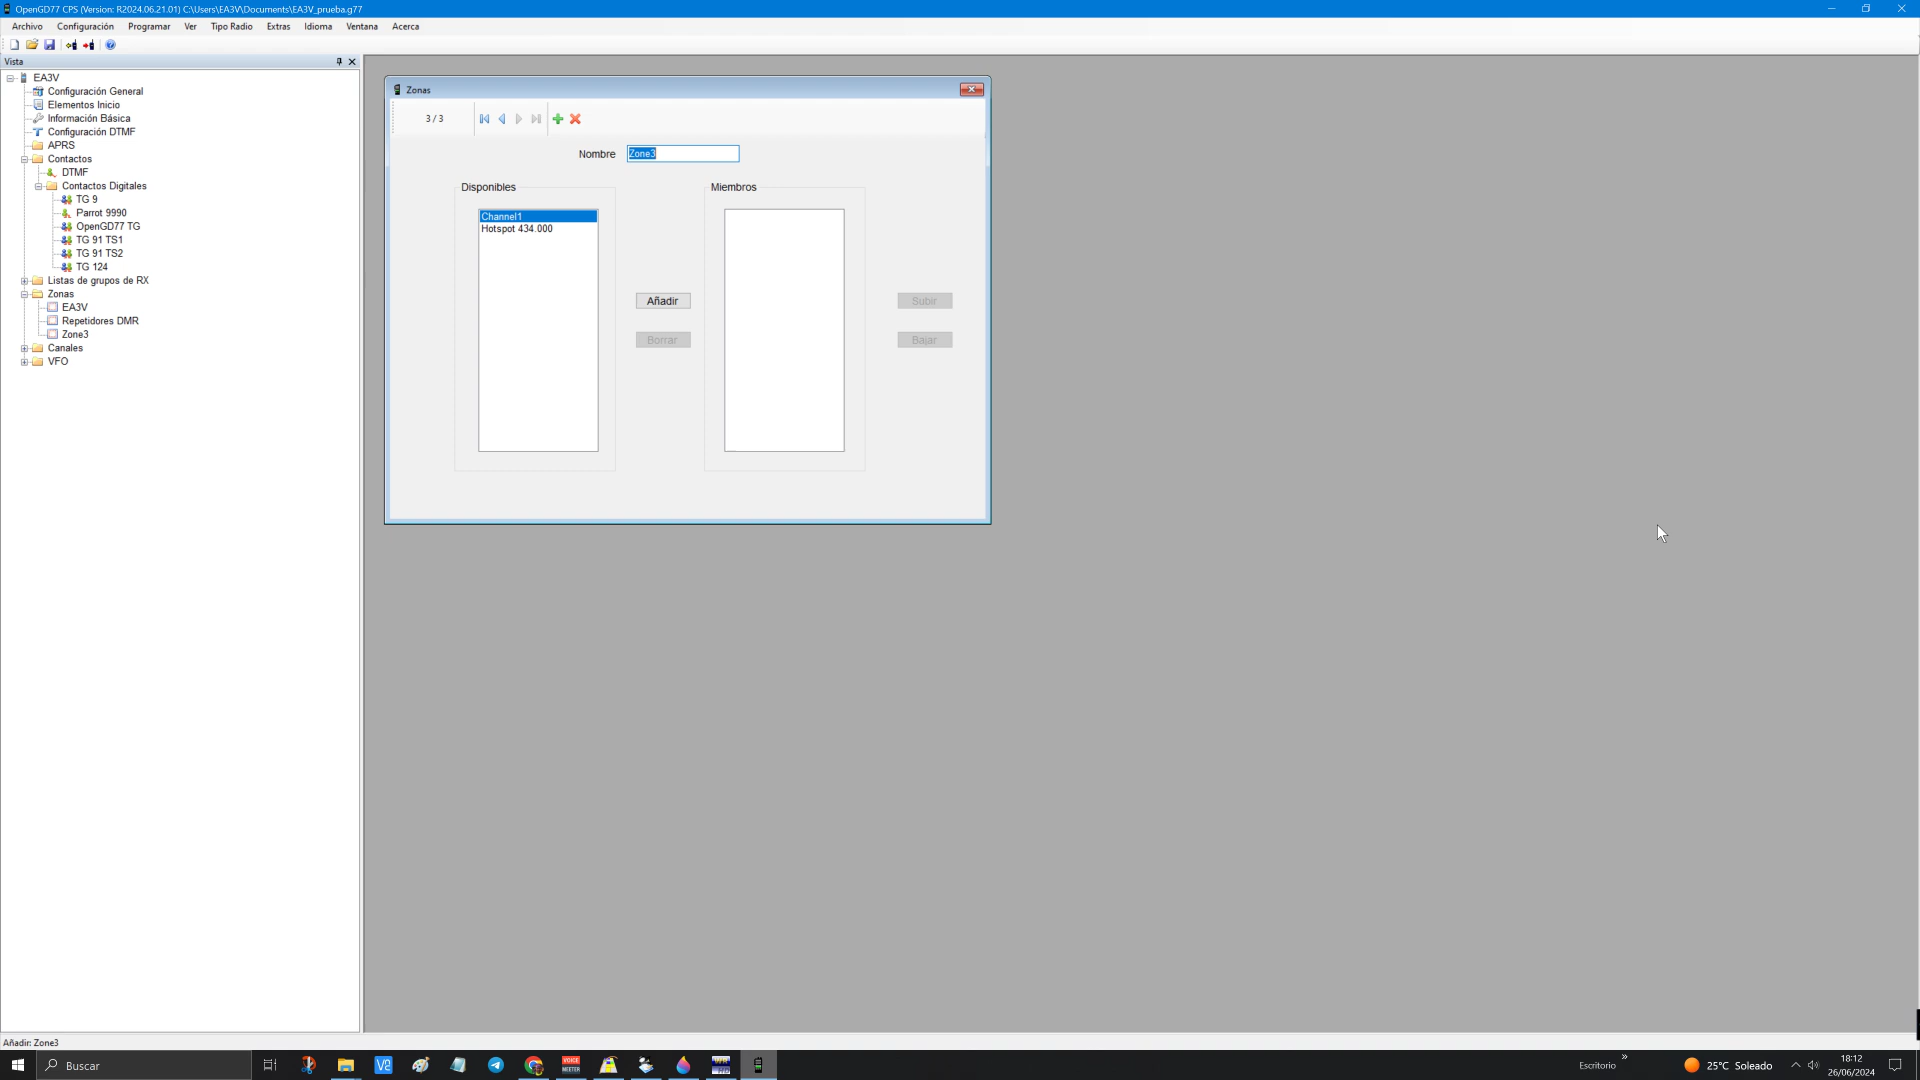 OpenGD77 CPS (Version: R2024.06.21.01) C:\Users\EA3V\Documents\EA3V_prueba.g77
Archivo Configuración Programar Ver Tipo Radio Extras Idioma Ventana Acerca
Vista
EA3V
Configuración General
Elementos Inicio
Información Básica
Configuración DTMF
APRS
Contactos
DTMF
Contactos Digitales
TG 9
Parrot 9990
OpenGD77 TG
TG 91 TS1
TG 91 TS2
TG 124
Listas de grupos de RX
Zonas
EA3V
Repetidores DMR
Zone3
Canales
VFO
Zonas
3 / 3
Nombre Zone3
Disponibles
Channel1
Hotspot 434.000
Añadir
Borrar
Miembros
Subir
Bajar
Añadir: Zone3
Buscar
V2
VOICE
MEETER
Escritorio
25°C Soleado
18:12
26/06/2024